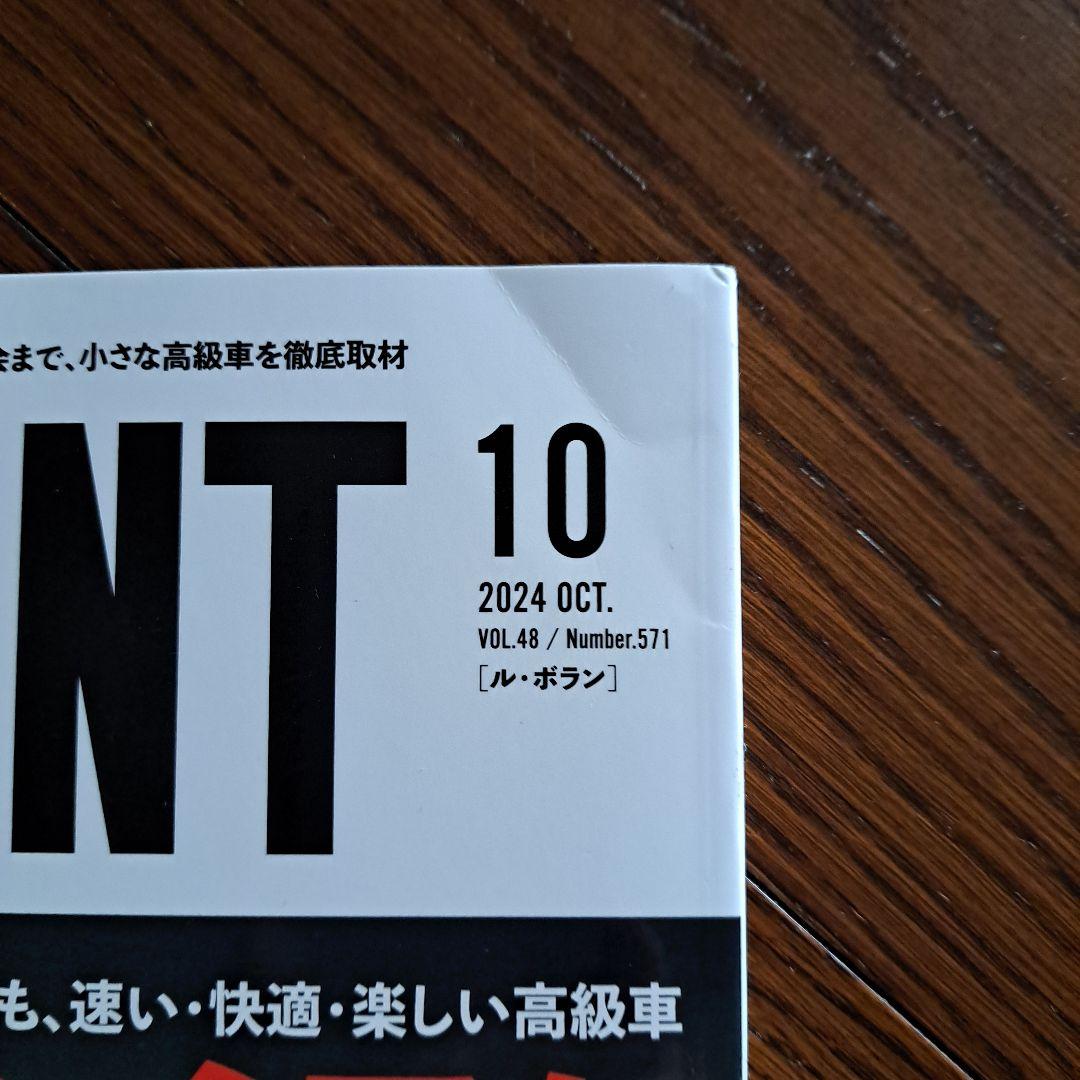 会まで、小さな高級車を徹底取材
NT
10
2024 OCT.
VOL.48 / Number.571
[ル・ボラン]
も、速い・快適・楽しい高級車